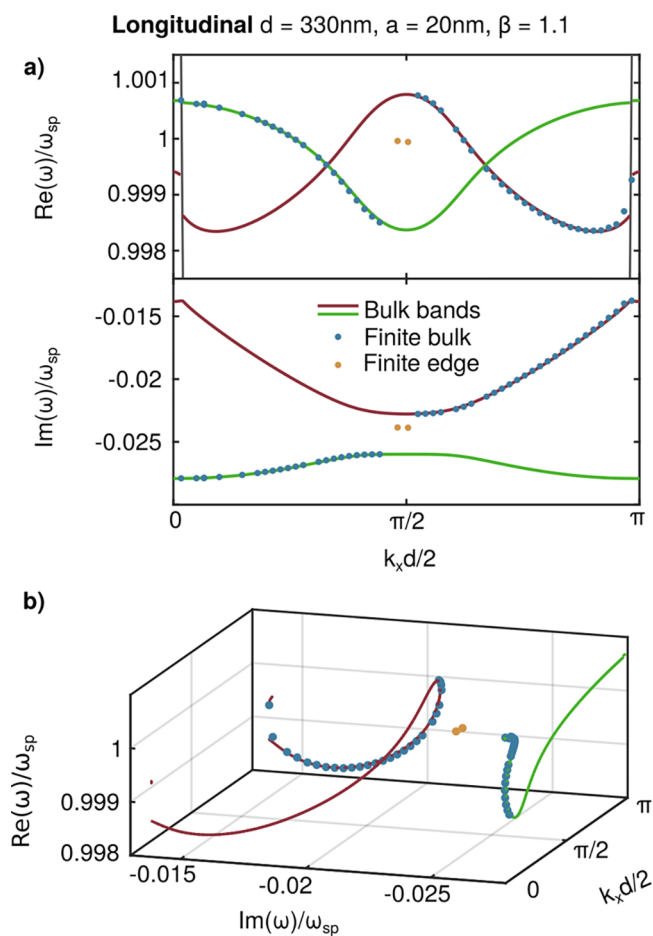 Longitudinal d = 330nm, a = 20nm, β = 1.1
a)
1.001
1
0.999
0.998
Re(ω)/ω_sp
-0.015
-0.02
-0.025
Im(ω)/ω_sp
Bulk bands
Finite bulk
Finite edge
0
π/2
π
k_x d/2
b)
1
0.999
0.998
Re(ω)/ω_sp
-0.015
-0.02
-0.025
Im(ω)/ω_sp
0
π/2
π
k_x d/2